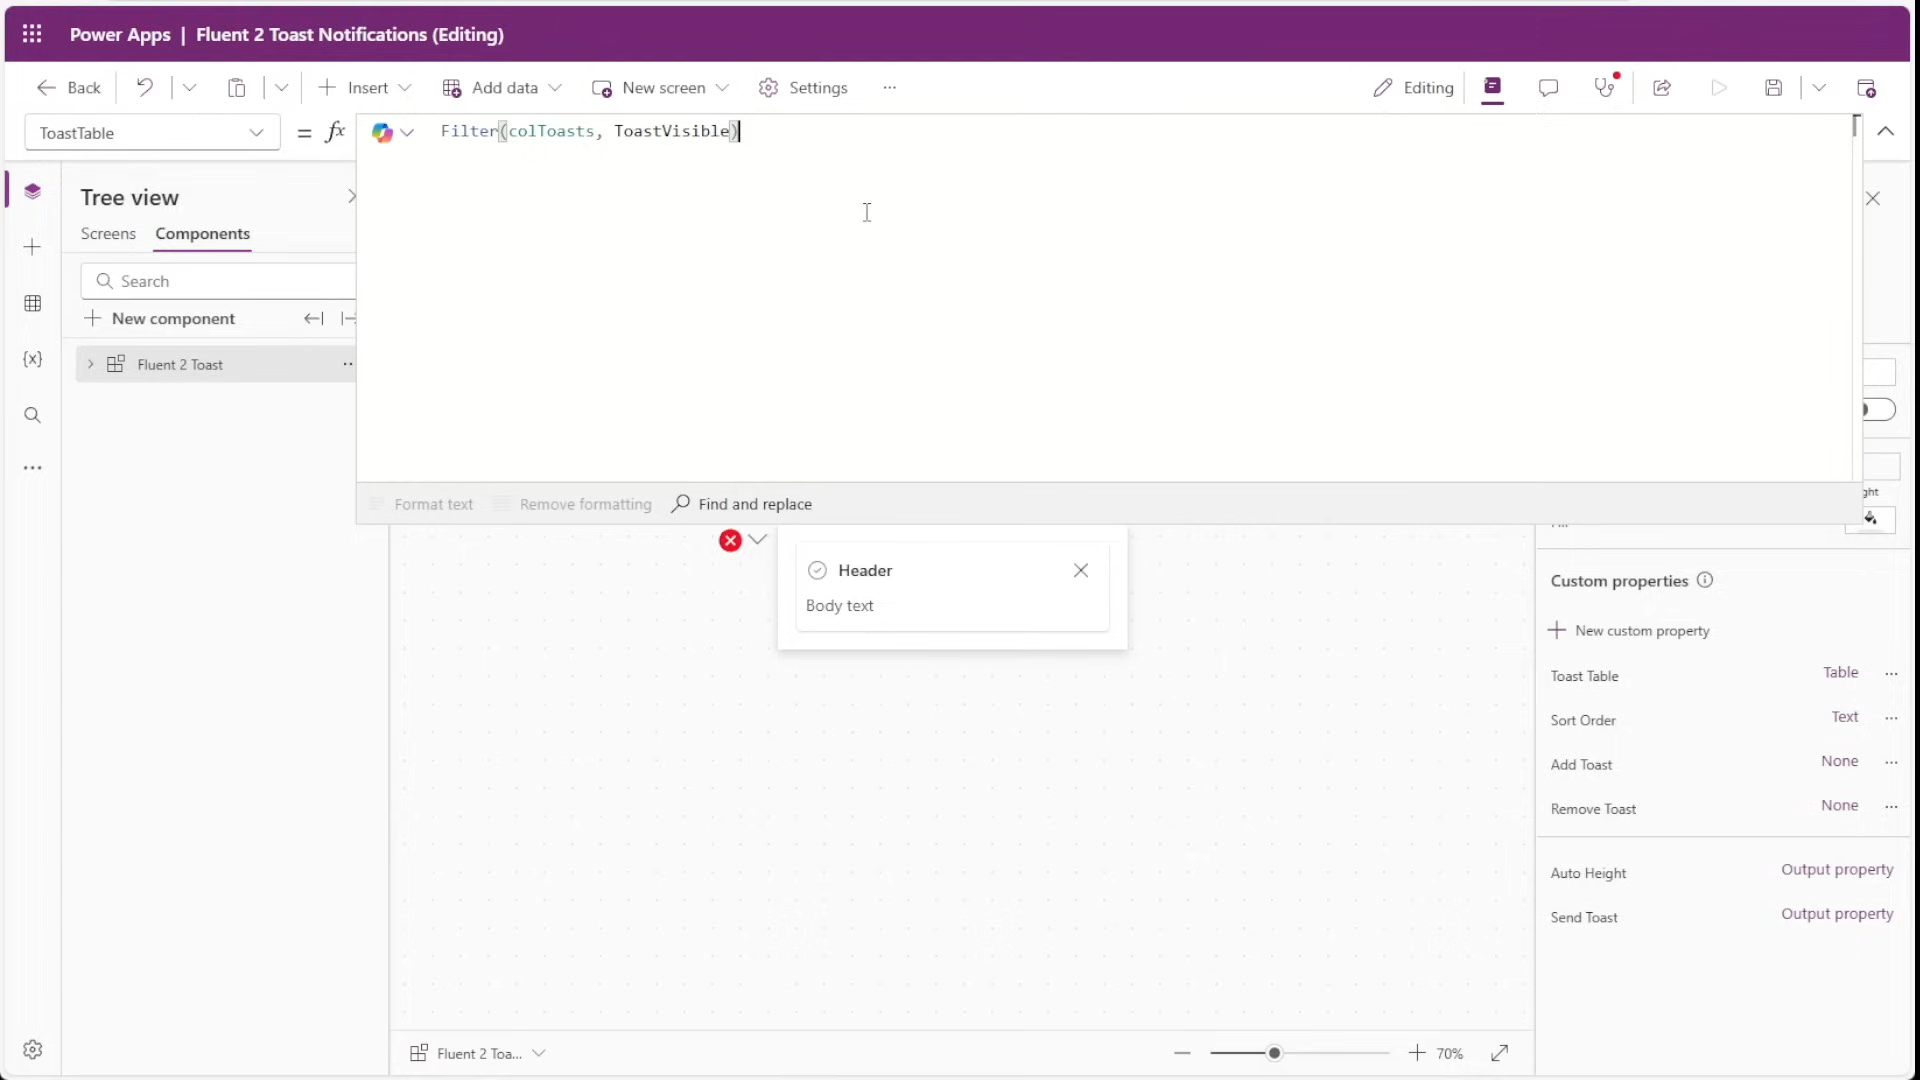 Power Apps | Fluent 2 Toast Notifications (Editing)
Back Insert Add data New screen Settings ... Editing
ToastTable = fx Filter(colToasts, ToastVisible)
Tree view
Screens Components
Search
New component
Fluent 2 Toast
{x}
Format text Remove formatting Find and replace
ght
Header
Body text
Custom properties
New custom property
Toast Table Table ...
Sort Order Text ...
Add Toast None ...
Remove Toast None ...
Auto Height Output property
Send Toast Output property
Fluent 2 Toa... 70%